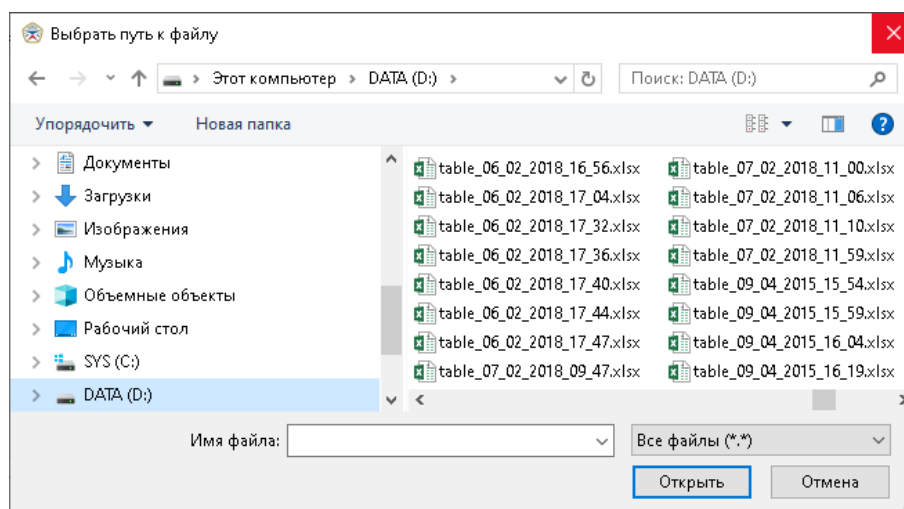 Выбрать путь к файлу
Этот компьютер > DATA (D:) >
Поиск: DATA (D:)
Упорядочить
Новая папка
Документы
Загрузки
Изображения
Музыка
Объемные объекты
Рабочий стол
SYS (C:)
DATA (D:)
table_06_02_2018_16_56.xlsx
table_06_02_2018_17_04.xlsx
table_06_02_2018_17_32.xlsx
table_06_02_2018_17_36.xlsx
table_06_02_2018_17_40.xlsx
table_06_02_2018_17_44.xlsx
table_06_02_2018_17_47.xlsx
table_07_02_2018_09_47.xlsx
table_07_02_2018_11_00.xlsx
table_07_02_2018_11_06.xlsx
table_07_02_2018_11_10.xlsx
table_07_02_2018_11_59.xlsx
table_09_04_2015_15_54.xlsx
table_09_04_2015_15_59.xlsx
table_09_04_2015_16_04.xlsx
table_09_04_2015_16_19.xlsx
Имя файла:
Все файлы (*.*)
Открыть
Отмена